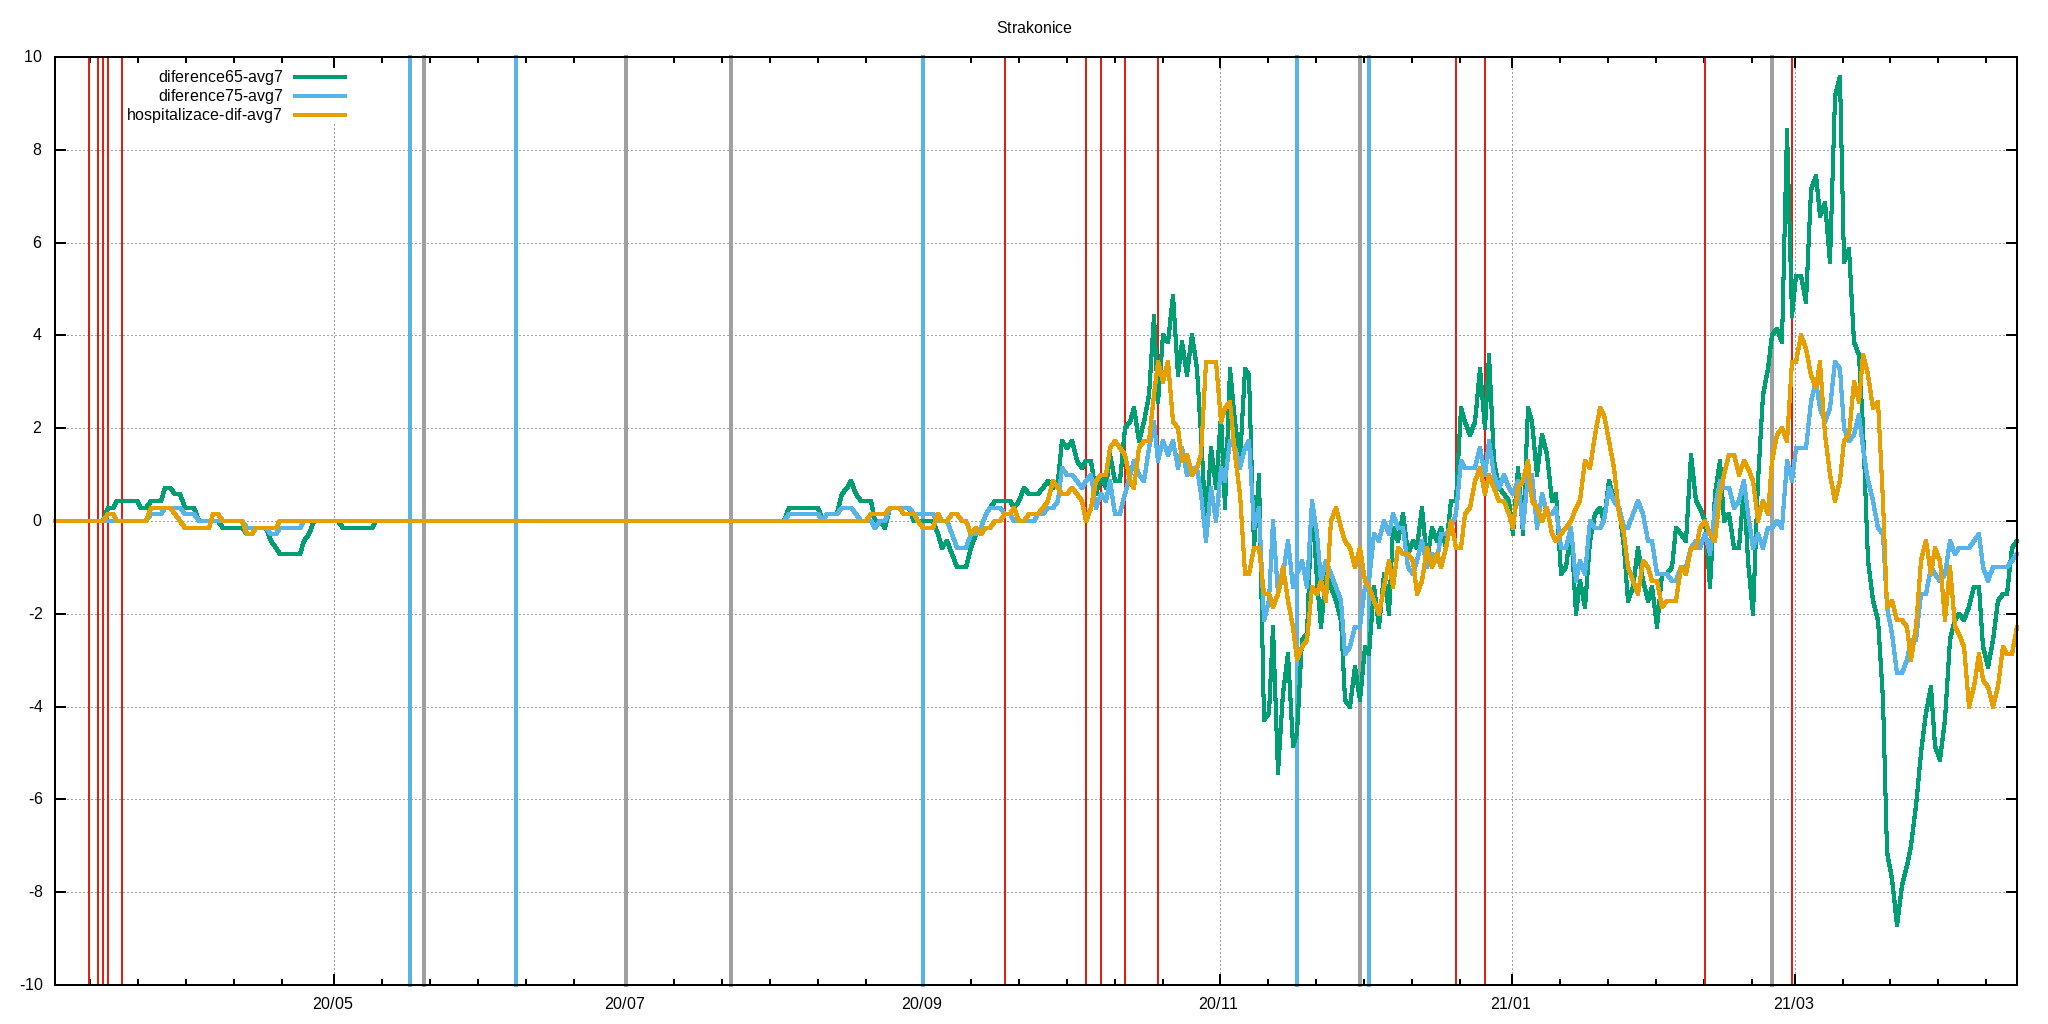 Strakonice
diference65-avg7
diference75-avg7
hospitalizace-dif-avg7
10
8
6
4
2
0
-2
-4
-6
-8
-10
20/05 20/07 20/09 20/11 21/01 21/03